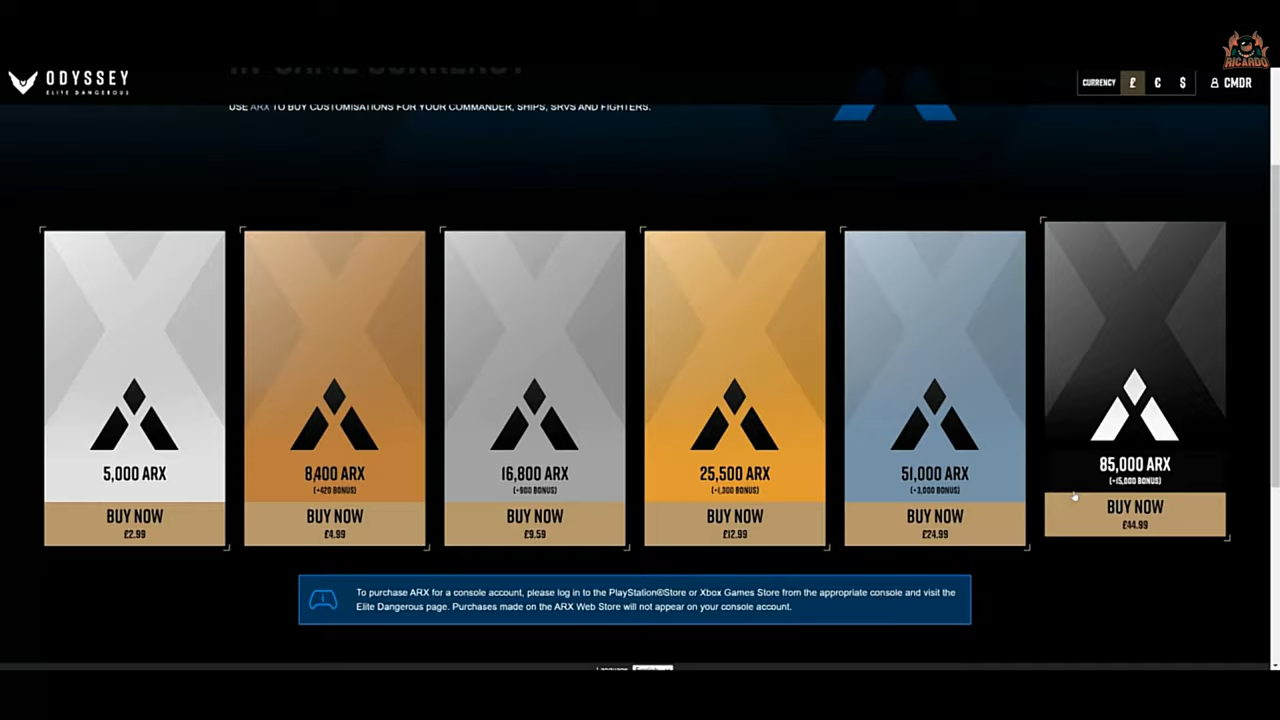 RICARDO
ODYSSEY
ELITE DANGEROUS
IN-GAME CURRENCY
CURRENCY £ € $ CMDR
USE ARX TO BUY CUSTOMISATIONS FOR YOUR COMMANDER, SHIPS, SRVS AND FIGHTERS.
5,000 ARX
BUY NOW
£2.99
8,400 ARX
(+420 BONUS)
BUY NOW
£4.99
16,800 ARX
(+800 BONUS)
BUY NOW
£9.59
25,500 ARX
(+1,300 BONUS)
BUY NOW
£12.99
51,000 ARX
(+3,000 BONUS)
BUY NOW
£24.99
85,000 ARX
(+15,000 BONUS)
BUY NOW
£44.99
To purchase ARX for a console account, please log in to the PlayStation®Store or Xbox Games Store from the appropriate console and visit the
Elite Dangerous page. Purchases made on the ARX Web Store will not appear on your console account.